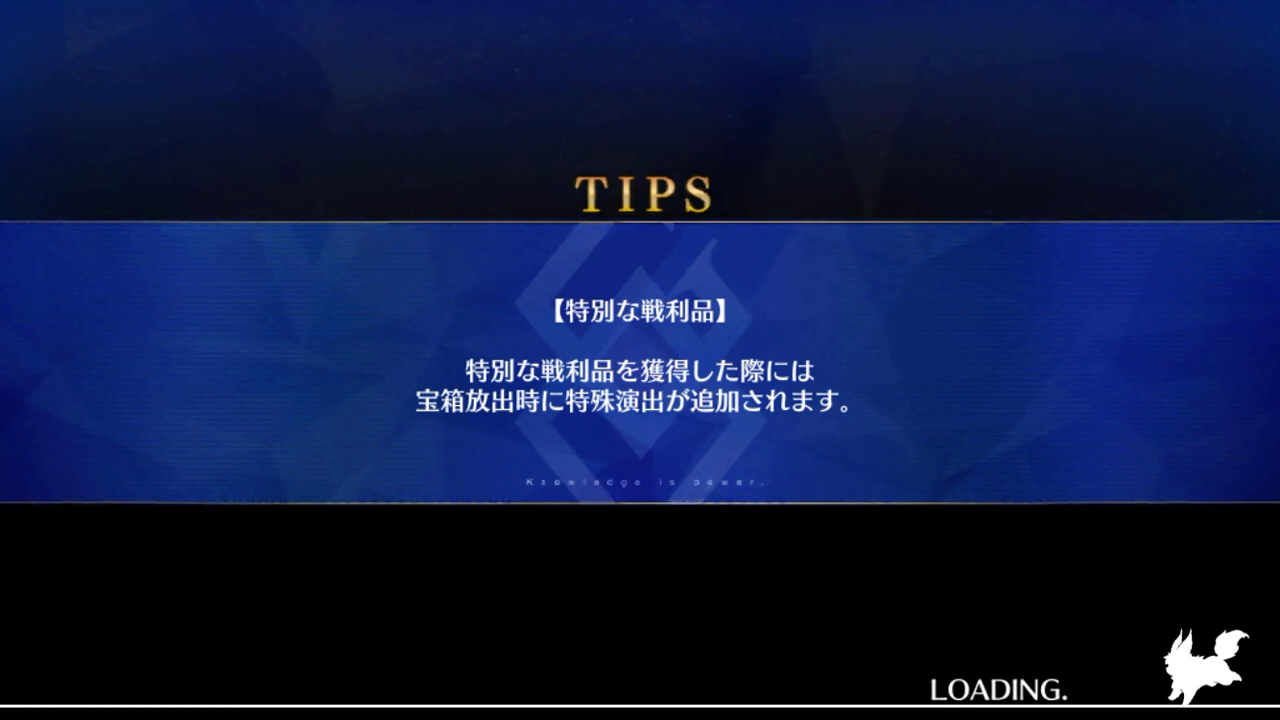 TIPS
【特別な戦利品】
特別な戦利品を獲得した際には
宝箱放出時に特殊演出が追加されます。
Knowledge is power.
LOADING.